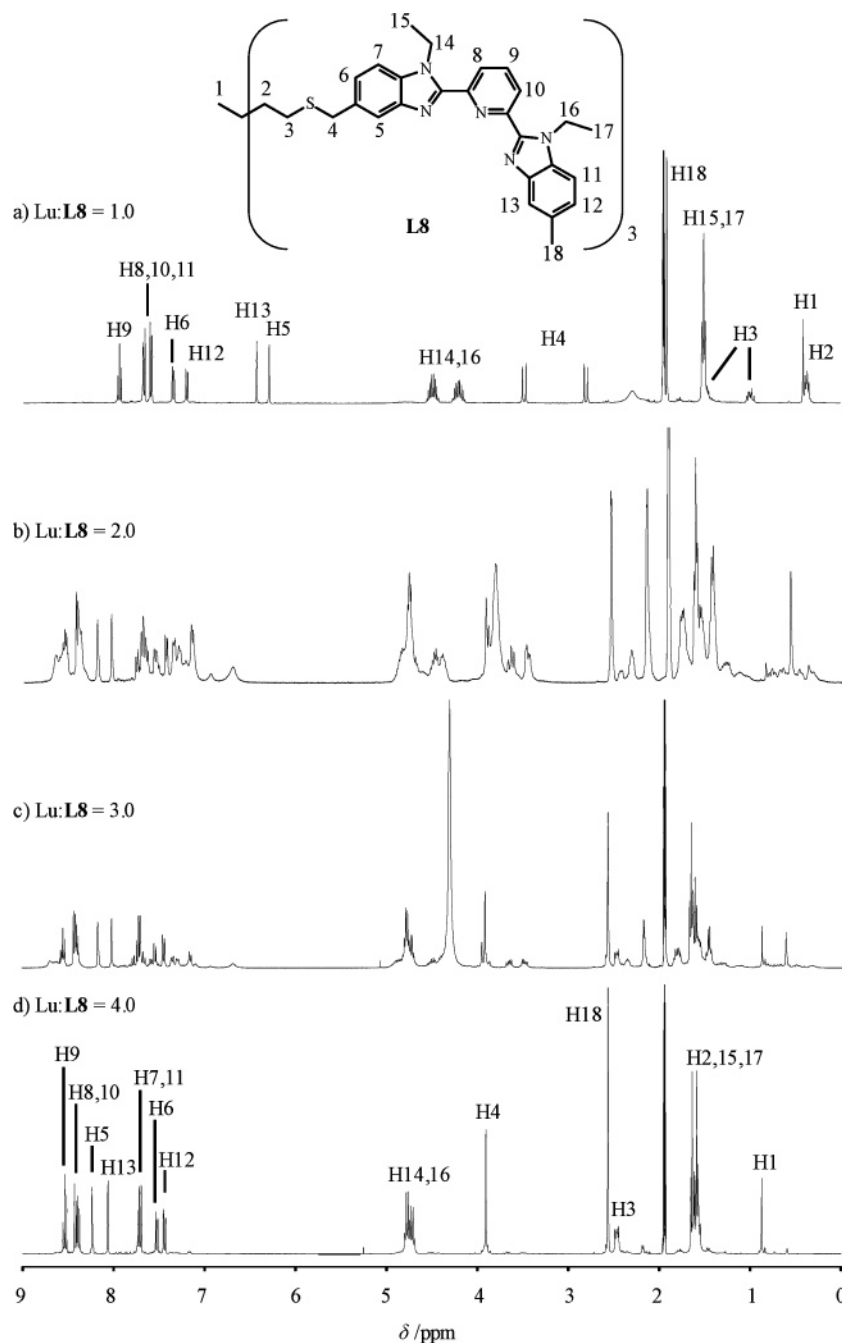 15
14
7
8
9
6
10
1
2
S
N
N
16
3
4
5
N
N
17
N
11
a) Lu:L8 = 1.0
H18
13
12
H15,17
L8
18
3
H8,10,11
H9
H6
H12
H13
H5
H14,16
H4
H3
H1
H2
b) Lu:L8 = 2.0
c) Lu:L8 = 3.0
d) Lu:L8 = 4.0
H18
H9
H8,10
H7,11
H6
H5
H13
H12
H14,16
H4
H3
H2,15,17
H1
9 8 7 6 5 4 3 2 1 0
δ /ppm